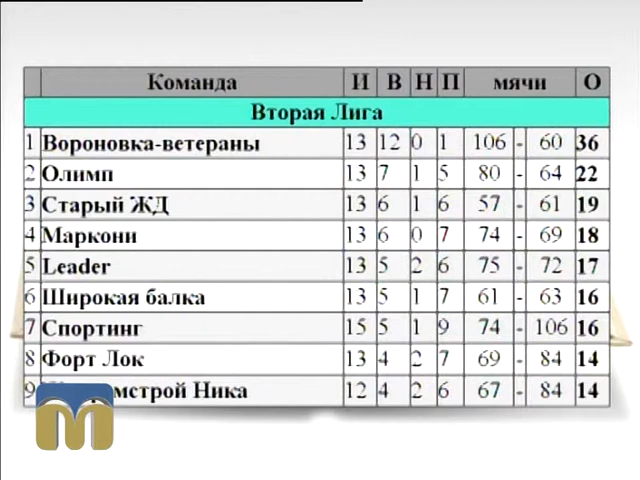 Команда И В Н П мячи О
Вторая Лига
1 Вороновка-ветераны 13 12 0 1 106 - 60 36
2 Олимп 13 7 1 5 80 - 64 22
3 Старый ЖД 13 6 1 6 57 - 61 19
4 Маркони 13 6 0 7 74 - 69 18
5 Leader 13 5 2 6 75 - 72 17
6 Широкая балка 13 5 1 7 61 - 63 16
7 Спортинг 15 5 1 9 74 - 106 16
8 Форт Лок 13 4 2 7 69 - 84 14
9 Ника 12 4 2 6 67 - 84 14